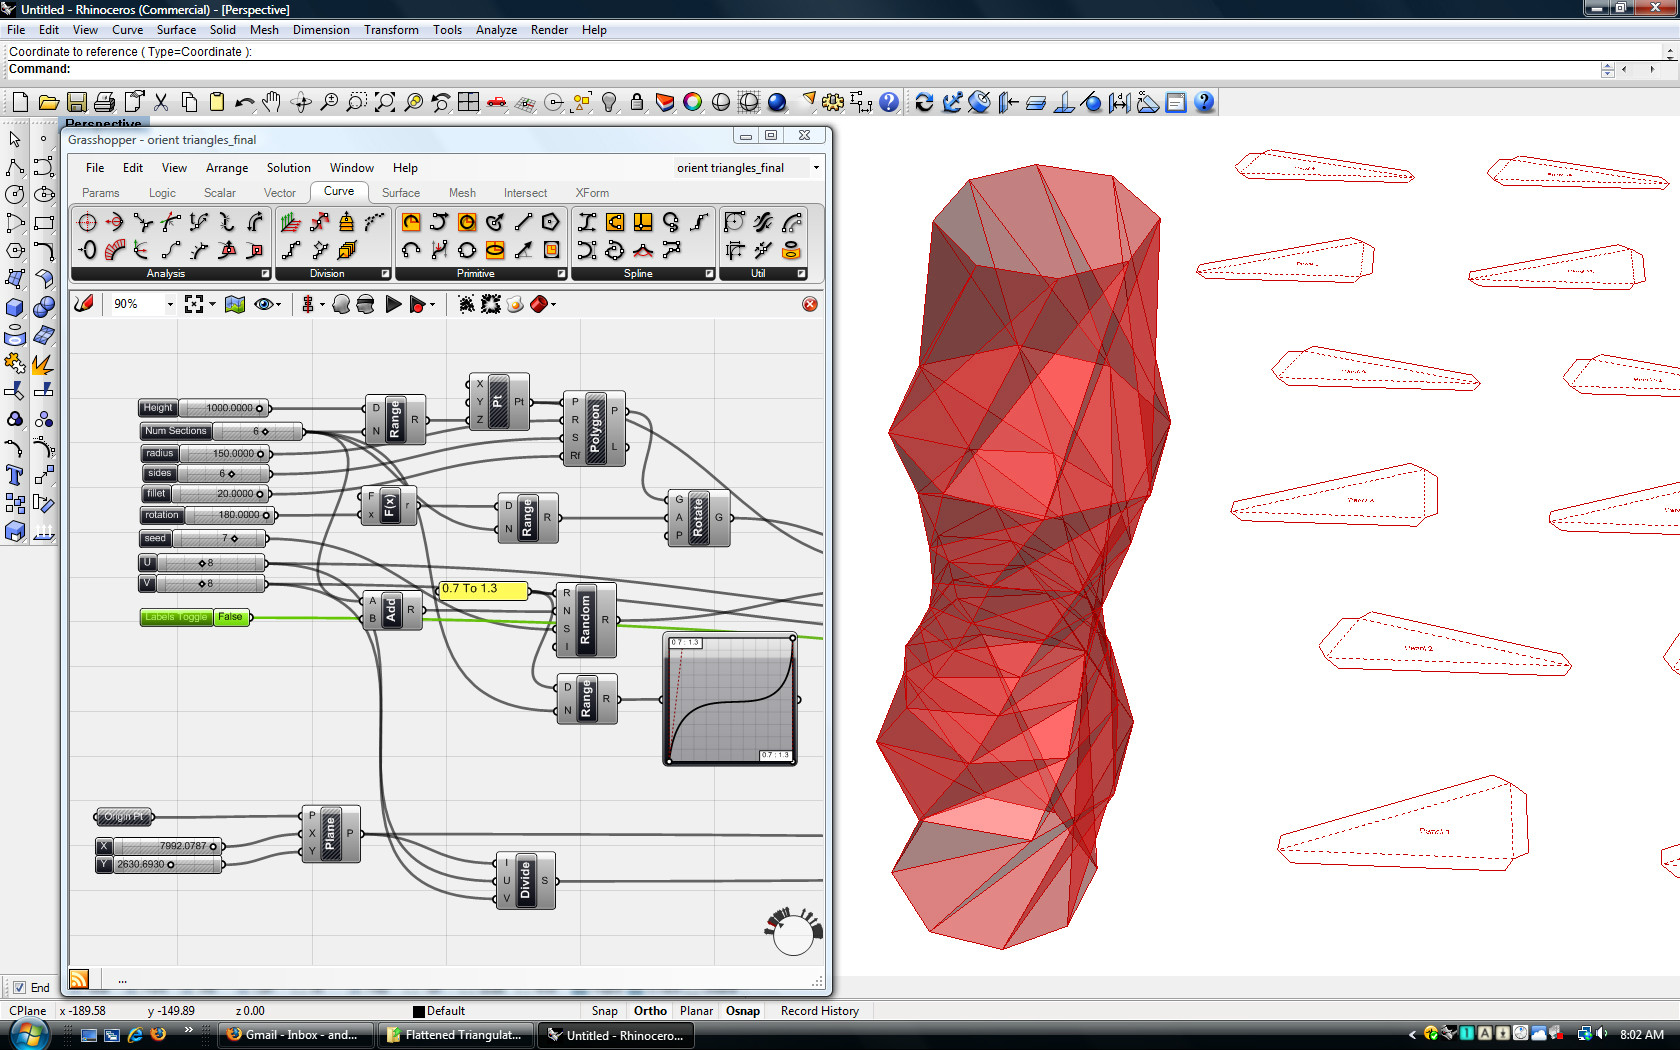 Untitled - Rhinoceros (Commercial) - [Perspective]
File Edit View Curve Surface Solid Mesh Dimension Transform Tools Analyze Render Help
Coordinate to reference ( Type=Coordinate ):
Command:
Perspective
Grasshopper - orient triangles_final
File Edit View Arrange Solution Window Help orient triangles_final
Params Logic Scalar Vector Curve Surface Mesh Intersect XForm
Analysis Division Primitive Spline Util
90%
Height 1000.0000
Num Sections 6
radius 150.0000
sides 6
fillet 20.0000
rotation 180.0000
seed 7
U 8
V 8
Labels Toggle False
D N Range R
X Y Z Pt Pt
P R S Rf Polygon P L
F x F(x) r
D N Range R
G A P Rotate G
0.7 To 1.3
A B Add R
R N S I Random R
D N Range R
0.7 : 1.3
0.7 : 1.3
Origin Pt
X 7992.0787
Y 2630.6930
P X Y Plane P
I U V Divide S
...
End
CPlane x -189.58 y -149.89 z 0.00 Default Snap Ortho Planar Osnap Record History
Gmail - Inbox - and... Flattened Triangulat... Untitled - Rhinocero... 8:02 AM